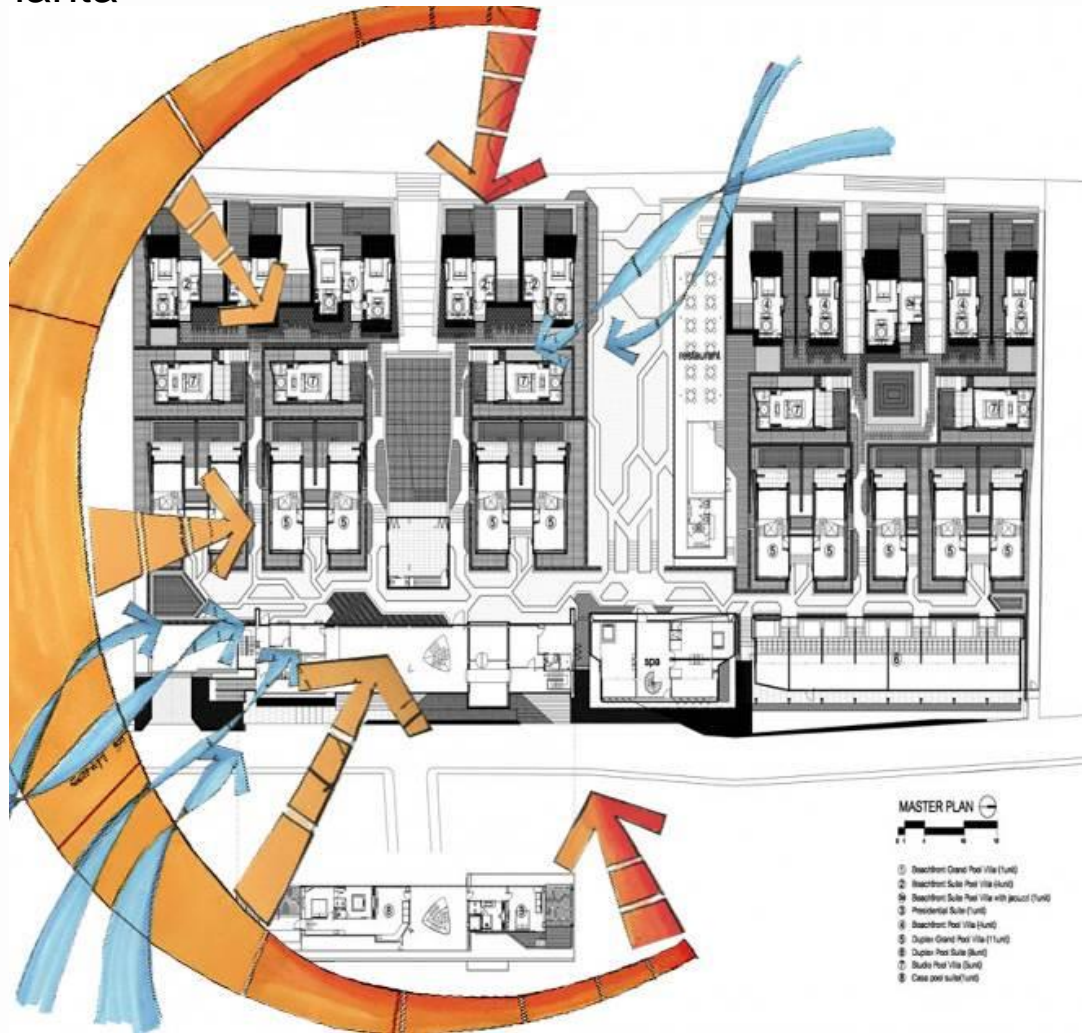 restaurant
spa
MASTER PLAN
① Beachfront Grand Pool Villa (1unit)
② Beachfront Suite Pool Villa (4unit)
Beachfront Suite Pool Villa with jacuzzi (1unit)
③ Presidential Suite (1unit)
④ Beachfront Pool Villa (4unit)
⑤ Duplex Grand Pool Villa (11unit)
⑥ Duplex Pool Suite (8unit)
⑦ Studio Pool Villa (5unit)
⑧ Casa pool suite(1unit)